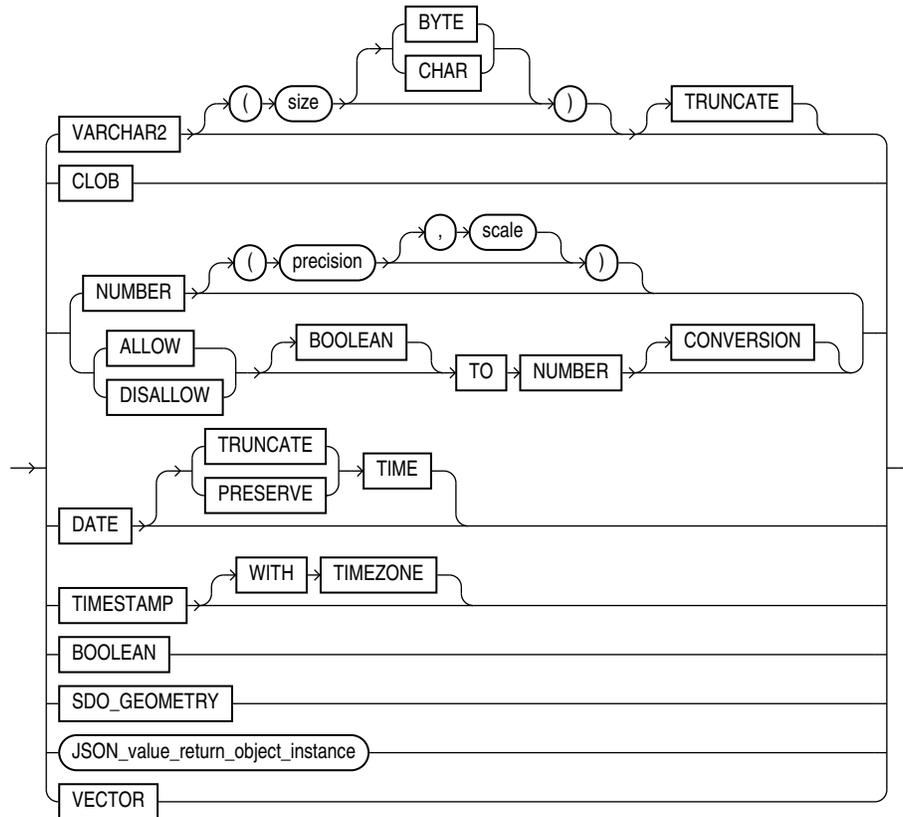 BYTE
CHAR
( size ) TRUNCATE
VARCHAR2
CLOB
, scale
( precision )
NUMBER
ALLOW BOOLEAN CONVERSION
TO NUMBER
DISALLOW
TRUNCATE
TIME
PRESERVE
DATE
WITH TIMEZONE
TIMESTAMP
BOOLEAN
SDO_GEOMETRY
JSON_value_return_object_instance
VECTOR